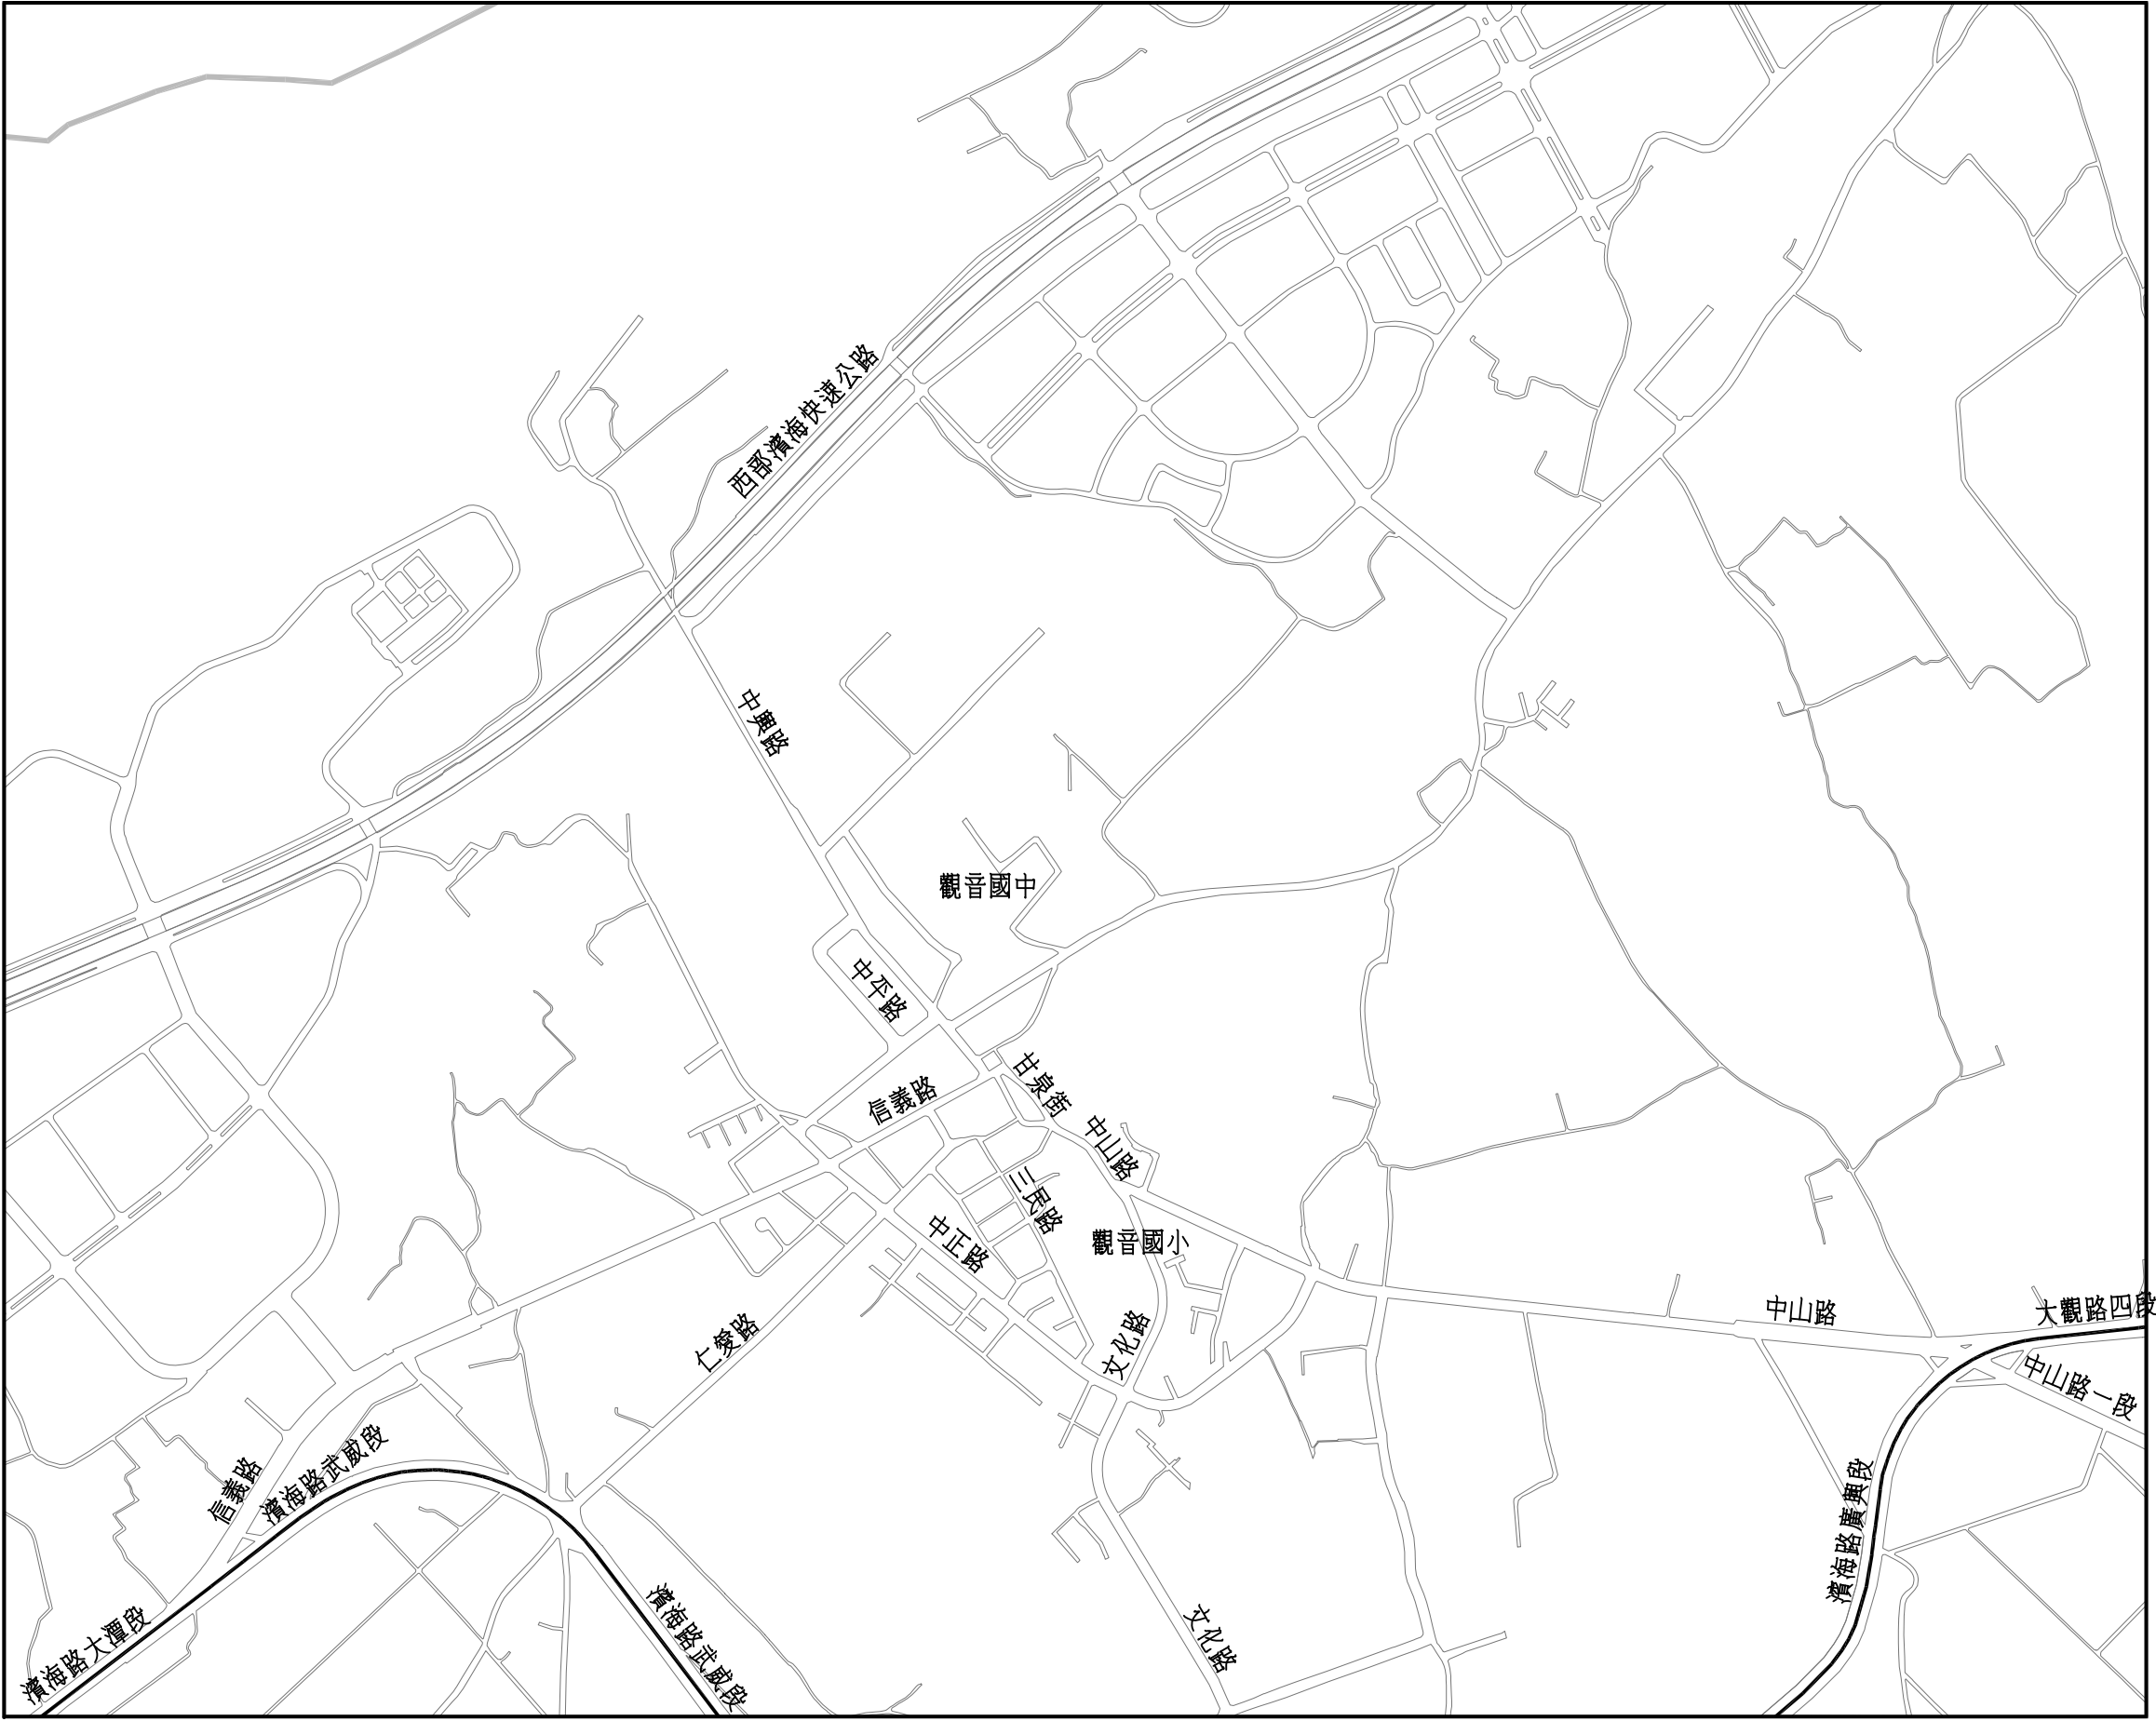 西部濱海快速公路
中興路
觀音國中
中平路
甘泉街
信義路
中山路
三民路
中正路
觀音國小
中山路
大觀路四段
仁愛路
文化路
中山路一段
信義路
濱海路武威段
濱海路廣興段
濱海路大潭段
濱海路武威段
文化路